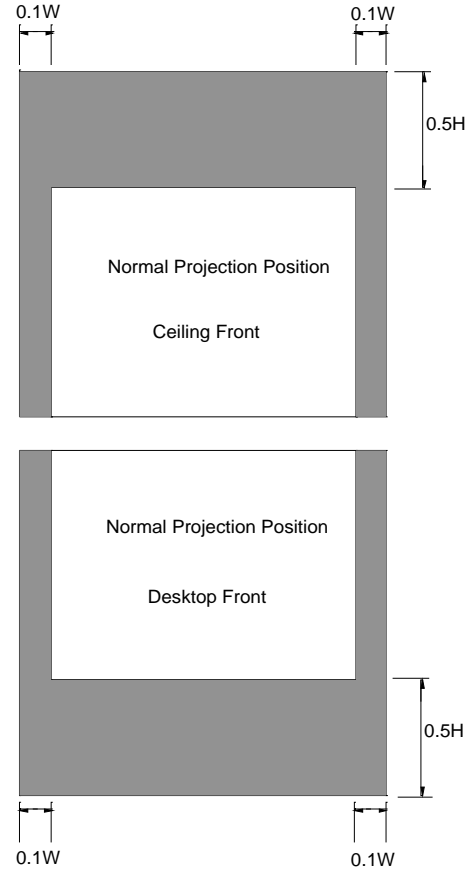 0.1W
0.1W
0.5H
Normal Projection Position
Ceiling Front
Normal Projection Position
Desktop Front
0.5H
0.1W
0.1W